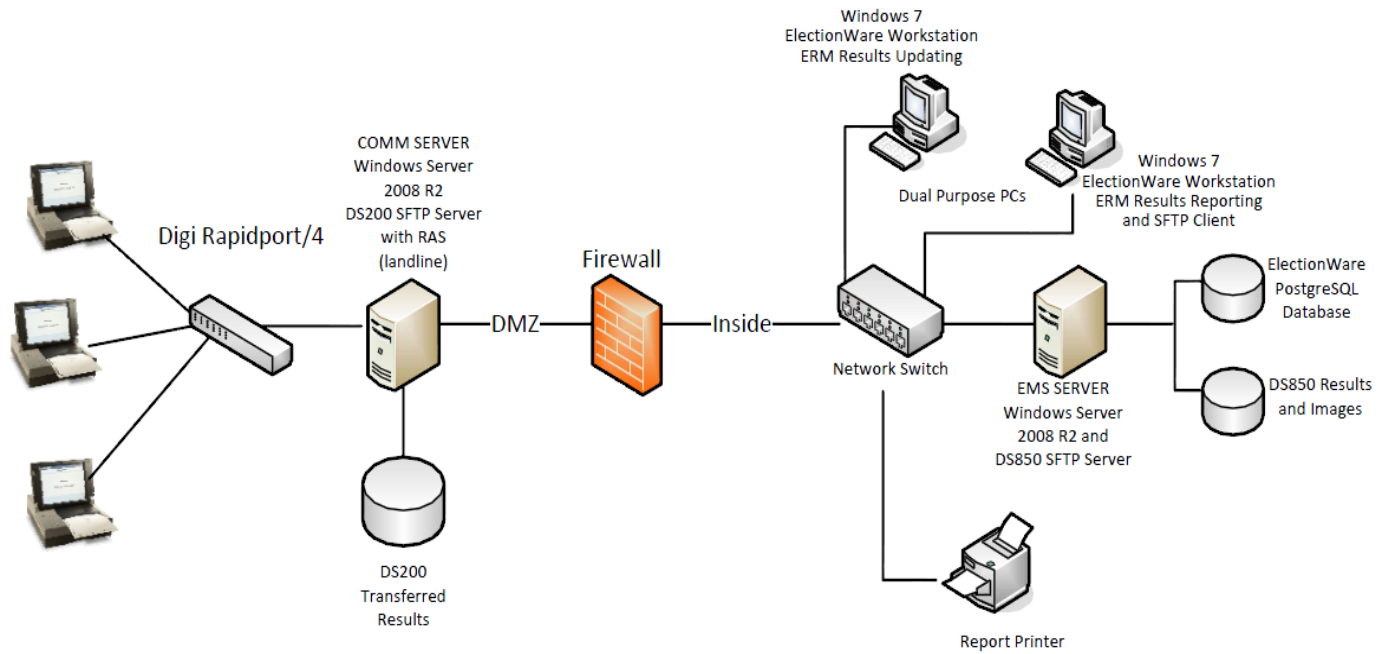 Windows 7
ElectionWare Workstation
ERM Results Updating
COMM SERVER
Windows Server
2008 R2
DS200 SFTP Server
with RAS
(landline)
Digi Rapidport/4
Firewall
DMZ
Inside
Dual Purpose PCs
Windows 7
ElectionWare Workstation
ERM Results Reporting
and SFTP Client
ElectionWare
PostgreSQL
Database
Network Switch
EMS SERVER
Windows Server
2008 R2 and
DS850 SFTP Server
DS850 Results
and Images
DS200
Transferred
Results
Report Printer